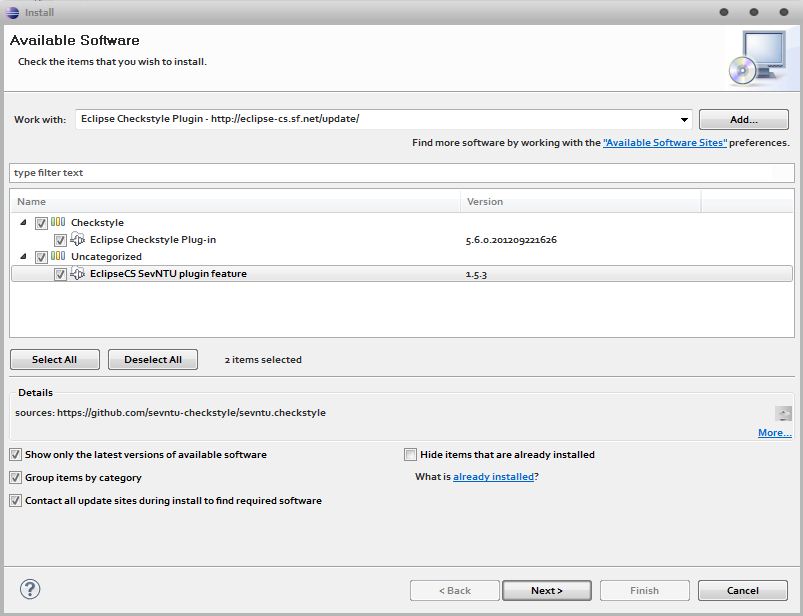 Install
Available Software
Check the items that you wish to install.
Work with: Eclipse Checkstyle Plugin - http://eclipse-cs.sf.net/update/ Add...
Find more software by working with the "Available Software Sites" preferences.
type filter text
Name Version
Checkstyle
Eclipse Checkstyle Plug-in 5.6.0.201209221626
Uncategorized
EclipseCS SevNTU plugin feature 1.5.3
Select All Deselect All 2 items selected
Details
sources: https://github.com/sevntu-checkstyle/sevntu.checkstyle
More...
Show only the latest versions of available software Hide items that are already installed
Group items by category What is already installed?
Contact all update sites during install to find required software
? < Back Next > Finish Cancel